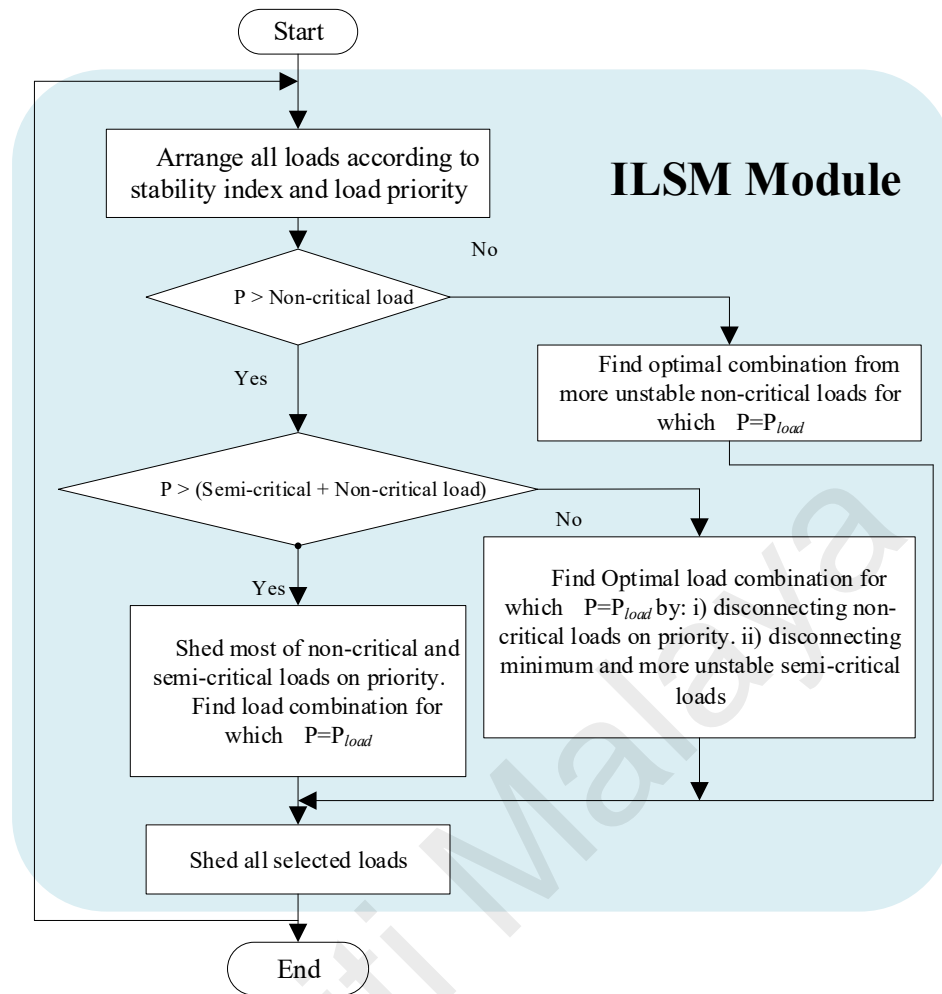 Start
Arrange all loads according to
stability index and load priority
ILSM Module
No
P > Non-critical load
Yes
Find optimal combination from
more unstable non-critical loads for
which P=Pload
P > (Semi-critical + Non-critical load)
No
Yes
Find Optimal load combination for
which P=Pload by: i) disconnecting non-
critical loads on priority. ii) disconnecting
minimum and more unstable semi-critical
loads
Shed most of non-critical and
semi-critical loads on priority.
Find load combination for
which P=Pload
Shed all selected loads
End
iti Malaya